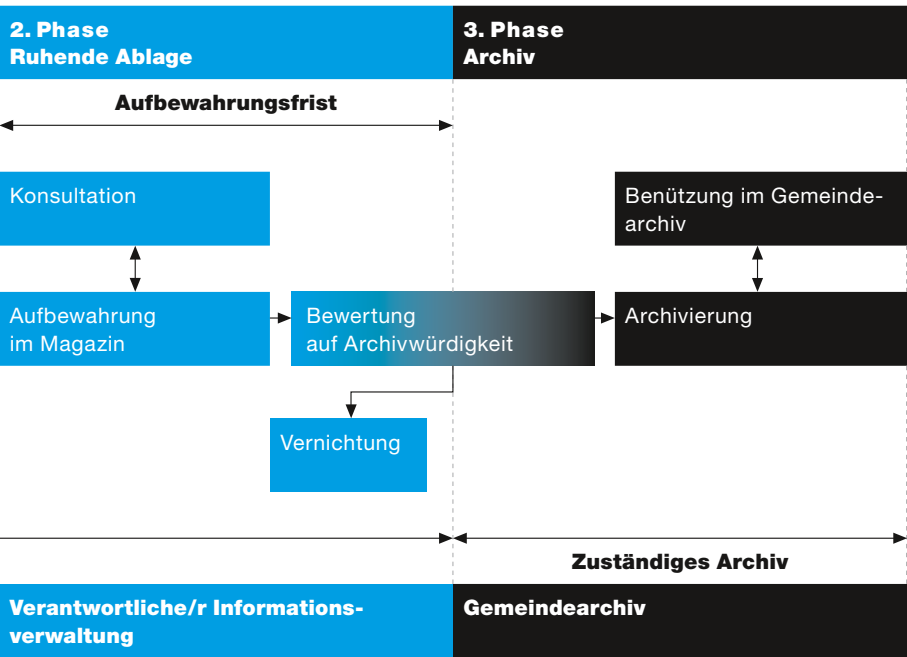 2. Phase
Ruhende Ablage
3. Phase
Archiv
Aufbewahrungsfrist
Konsultation
Benützung im Gemeinde-
archiv
Aufbewahrung
im Magazin
Bewertung
auf Archivwürdigkeit
Archivierung
Vernichtung
Zuständiges Archiv
Verantwortliche/r Informations-
verwaltung
Gemeindearchiv